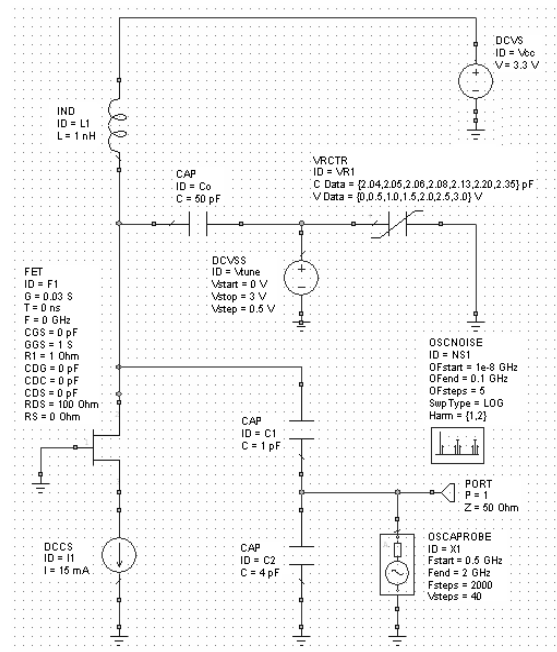 DCVS
ID = Vcc
V = 3.3 V
IND
ID = L1
L = 1 nH
CAP
ID = Co
C = 50 pF
VRCTR
ID = VR1
C Data = {2.04,2.05,2.06,2.08,2.13,2.20,2.35} pF
V Data = {0,0.5,1.0,1.5,2.0,2.5,3.0} V
DCVSS
ID = Vtune
Vstart = 0 V
Vstop = 3 V
Vstep = 0.5 V
FET
ID = F1
G = 0.03 S
T = 0 ns
F = 0 GHz
CGS = 0 pF
GGS = 1 S
R1 = 1 Ohm
CDG = 0 pF
CDC = 0 pF
CDS = 0 pF
RDS = 100 Ohm
RS = 0 Ohm
OSCNOISE
ID = NS1
OFstart = 1e-8 GHz
OFend = 0.1 GHz
OFsteps = 5
SwpType = LOG
Harm = {1,2}
CAP
ID = C1
C = 1 pF
PORT
P = 1
Z = 50 Ohm
DCCS
ID = I1
I = 15 mA
CAP
ID = C2
C = 4 pF
OSCAPROBE
ID = X1
Fstart = 0.5 GHz
Fend = 2 GHz
Fsteps = 2000
Vsteps = 40